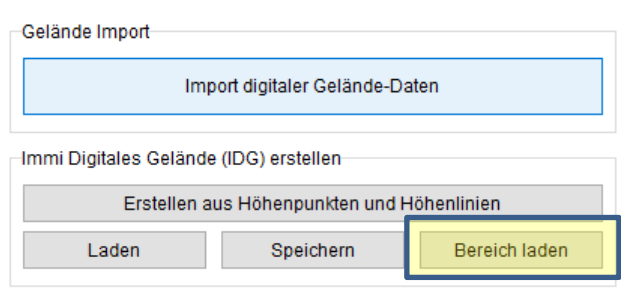 Gelände Import
Import digitaler Gelände-Daten
Immi Digitales Gelände (IDG) erstellen
Erstellen aus Höhenpunkten und Höhenlinien
Laden Speichern Bereich laden